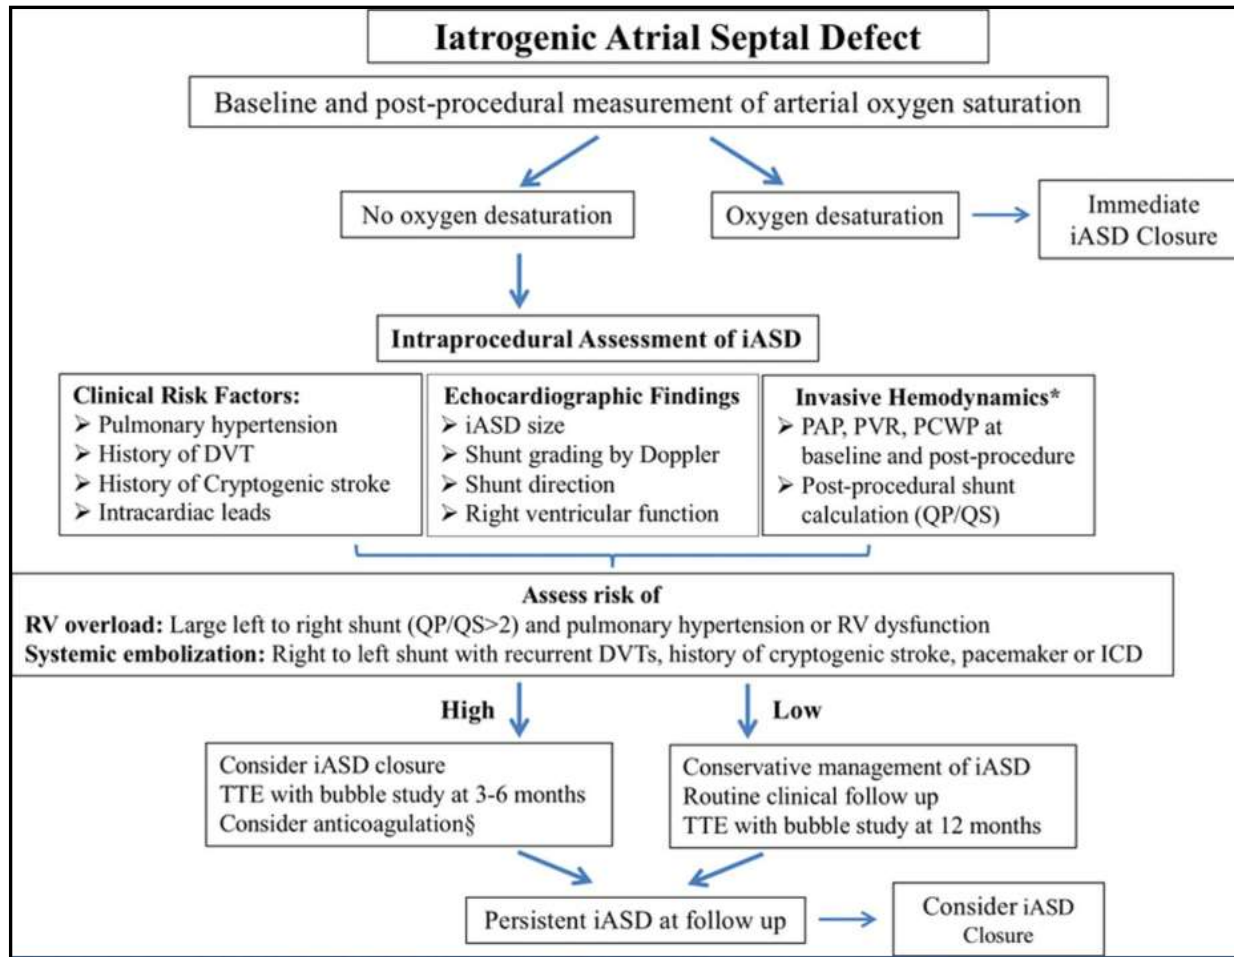 Iatrogenic Atrial Septal Defect
Baseline and post-procedural measurement of arterial oxygen saturation
No oxygen desaturation
Oxygen desaturation
Immediate
iASD Closure
Intraprocedural Assessment of iASD
Clinical Risk Factors:
➢ Pulmonary hypertension
➢ History of DVT
➢ History of Cryptogenic stroke
➢ Intracardiac leads
Echocardiographic Findings
➢ iASD size
➢ Shunt grading by Doppler
➢ Shunt direction
➢ Right ventricular function
Invasive Hemodynamics*
➢ PAP, PVR, PCWP at
baseline and post-procedure
➢ Post-procedural shunt
calculation (QP/QS)
Assess risk of
RV overload: Large left to right shunt (QP/QS>2) and pulmonary hypertension or RV dysfunction
Systemic embolization: Right to left shunt with recurrent DVTs, history of cryptogenic stroke, pacemaker or ICD
High
Low
Consider iASD closure
TTE with bubble study at 3-6 months
Consider anticoagulation§
Conservative management of iASD
Routine clinical follow up
TTE with bubble study at 12 months
Persistent iASD at follow up
Consider iASD
Closure